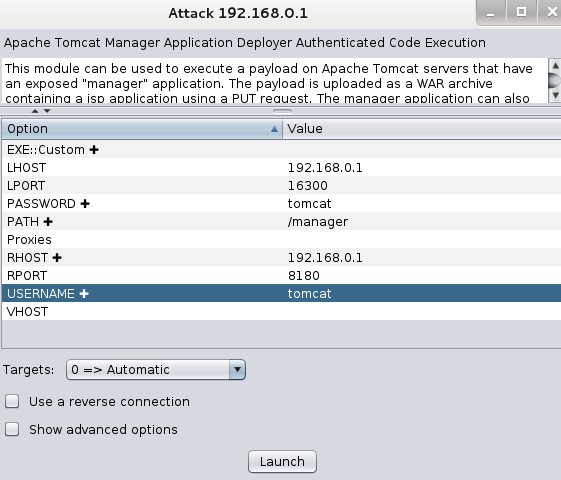 Attack 192.168.0.1
Apache Tomcat Manager Application Deployer Authenticated Code Execution
This module can be used to execute a payload on Apache Tomcat servers that have
an exposed "manager" application. The payload is uploaded as a WAR archive
containing a jsp application using a PUT request. The manager application can also
Option Value
EXE::Custom +
LHOST 192.168.0.1
LPORT 16300
PASSWORD + tomcat
PATH + /manager
Proxies
RHOST + 192.168.0.1
RPORT 8180
USERNAME + tomcat
VHOST
Targets: 0 => Automatic
Use a reverse connection
Show advanced options
Launch